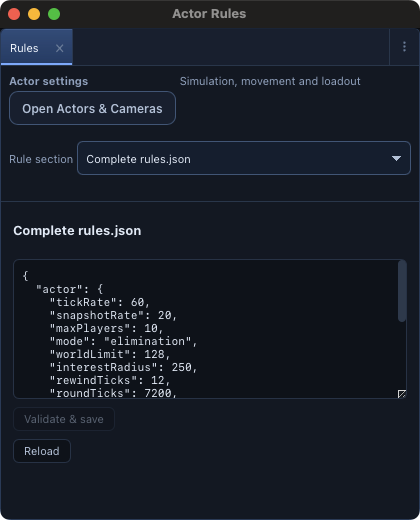 Actor Rules
Rules
Actor settings
Simulation, movement and loadout
Open Actors & Cameras
Rule section
Complete rules.json
Complete rules.json
{
"actor": {
"tickRate": 60,
"snapshotRate": 20,
"maxPlayers": 10,
"mode": "elimination",
"worldLimit": 128,
"interestRadius": 250,
"rewindTicks": 12,
"roundTicks": 7200,
Validate & save
Reload